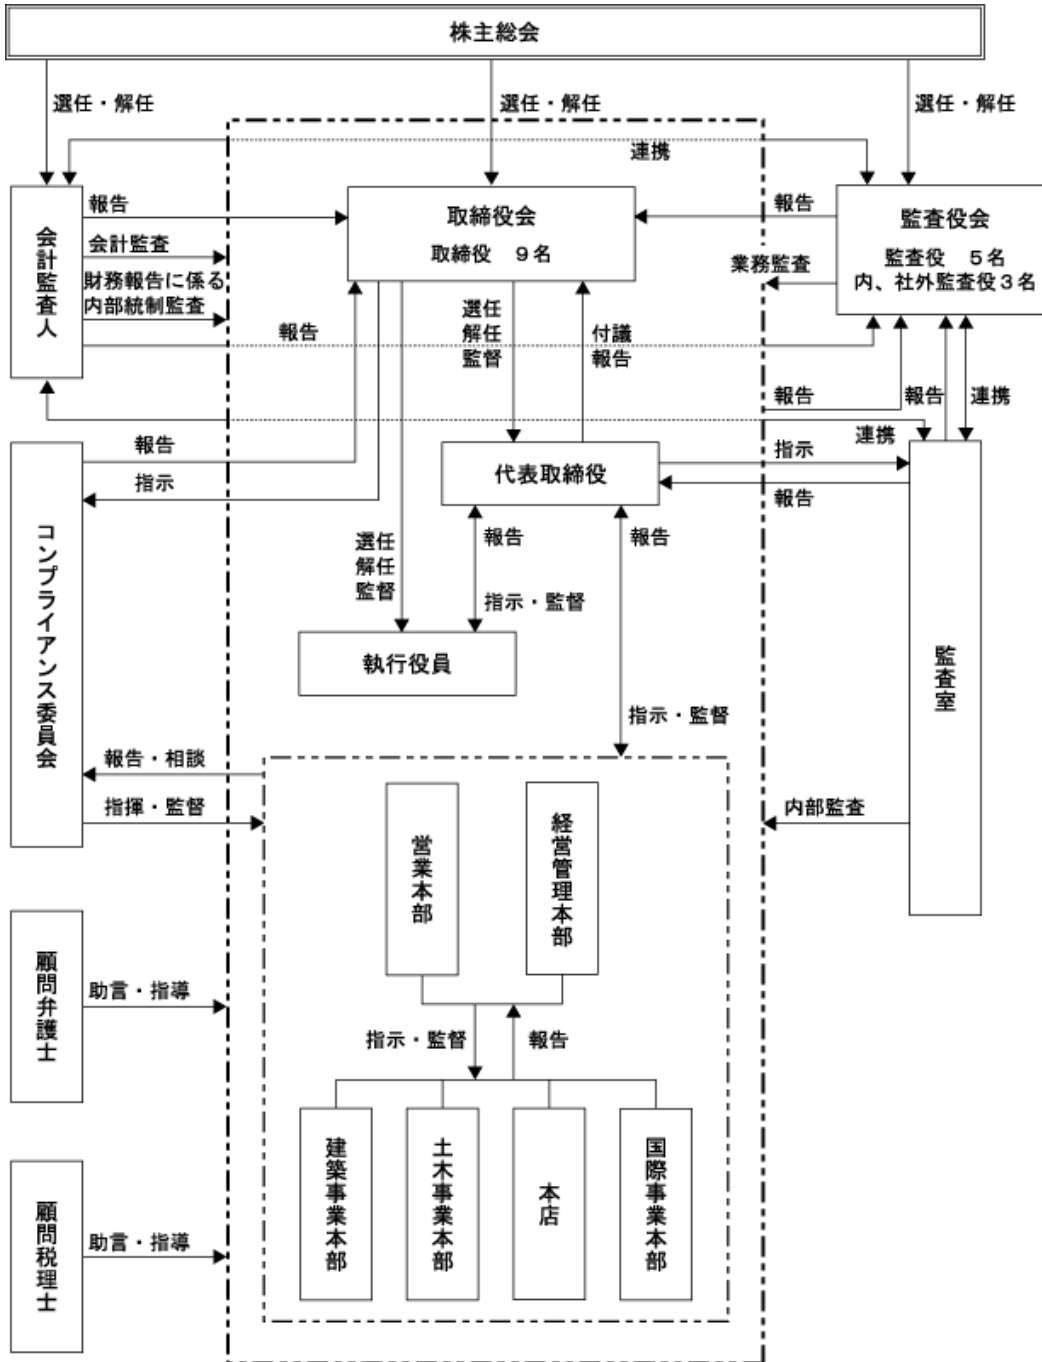 株主総会
選任・解任
選任・解任
選任・解任
連携
会計監査人
報告
会計監査
財務報告に係る
内部統制監査
取締役会
取締役 9名
報告
業務監査
監査役会
監査役 5名
内、社外監査役3名
報告
選任
解任
監督
付議
報告
報告
報告
連携
連携
報告
指示
代表取締役
指示
報告
コンプライアンス委員会
選任
解任
監督
報告
指示・監督
報告
執行役員
指示・監督
監査室
報告・相談
指揮・監督
内部監査
営業本部
経営管理本部
顧問弁護士
助言・指導
指示・監督
報告
建築事業本部
土木事業本部
本店
国際事業本部
顧問税理士
助言・指導